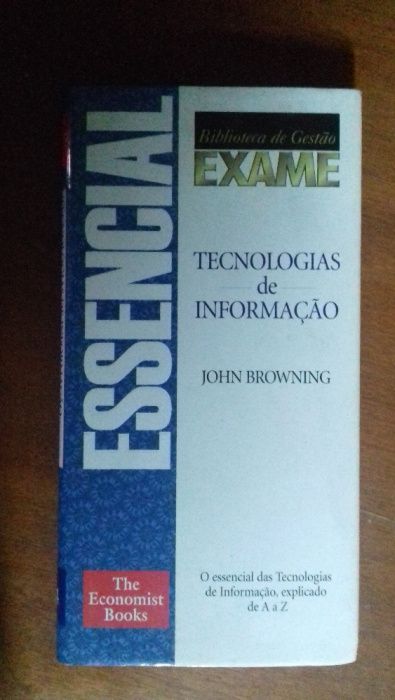 ESSENCIAL
Biblioteca de Gestão
EXAME
TECNOLOGIAS
de
INFORMAÇÃO
JOHN BROWNING
The
Economist
Books
O essencial das Tecnologias
de Informação, explicado
de A a Z